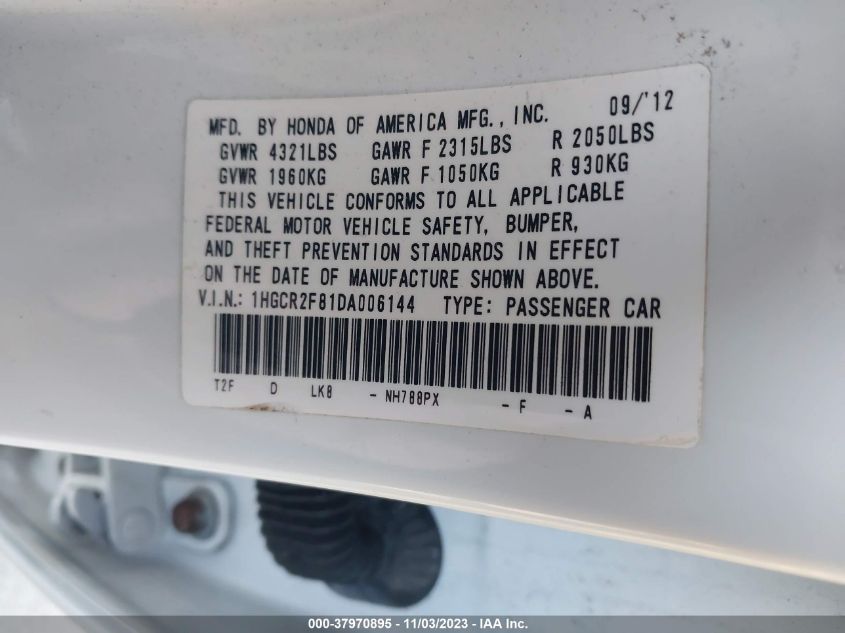 MFD. BY HONDA OF AMERICA MFG., INC. 09/'12
GVWR 4321LBS GAWR F 2315LBS R 2050LBS
GVWR 1960KG GAWR F 1050KG R 930KG
THIS VEHICLE CONFORMS TO ALL APPLICABLE
FEDERAL MOTOR VEHICLE SAFETY, BUMPER,
AND THEFT PREVENTION STANDARDS IN EFFECT
ON THE DATE OF MANUFACTURE SHOWN ABOVE.
V.I.N.: 1HGCR2F81DA006144 TYPE: PASSENGER CAR
T2F D LK8 - NH788PX - F - A
000-37970895 - 11/03/2023 - IAA Inc.